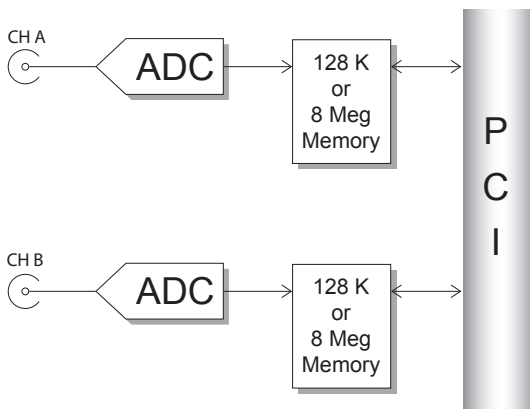 CH A
ADC
128 K
or
8 Meg
Memory
P
C
I
CH B
ADC
128 K
or
8 Meg
Memory